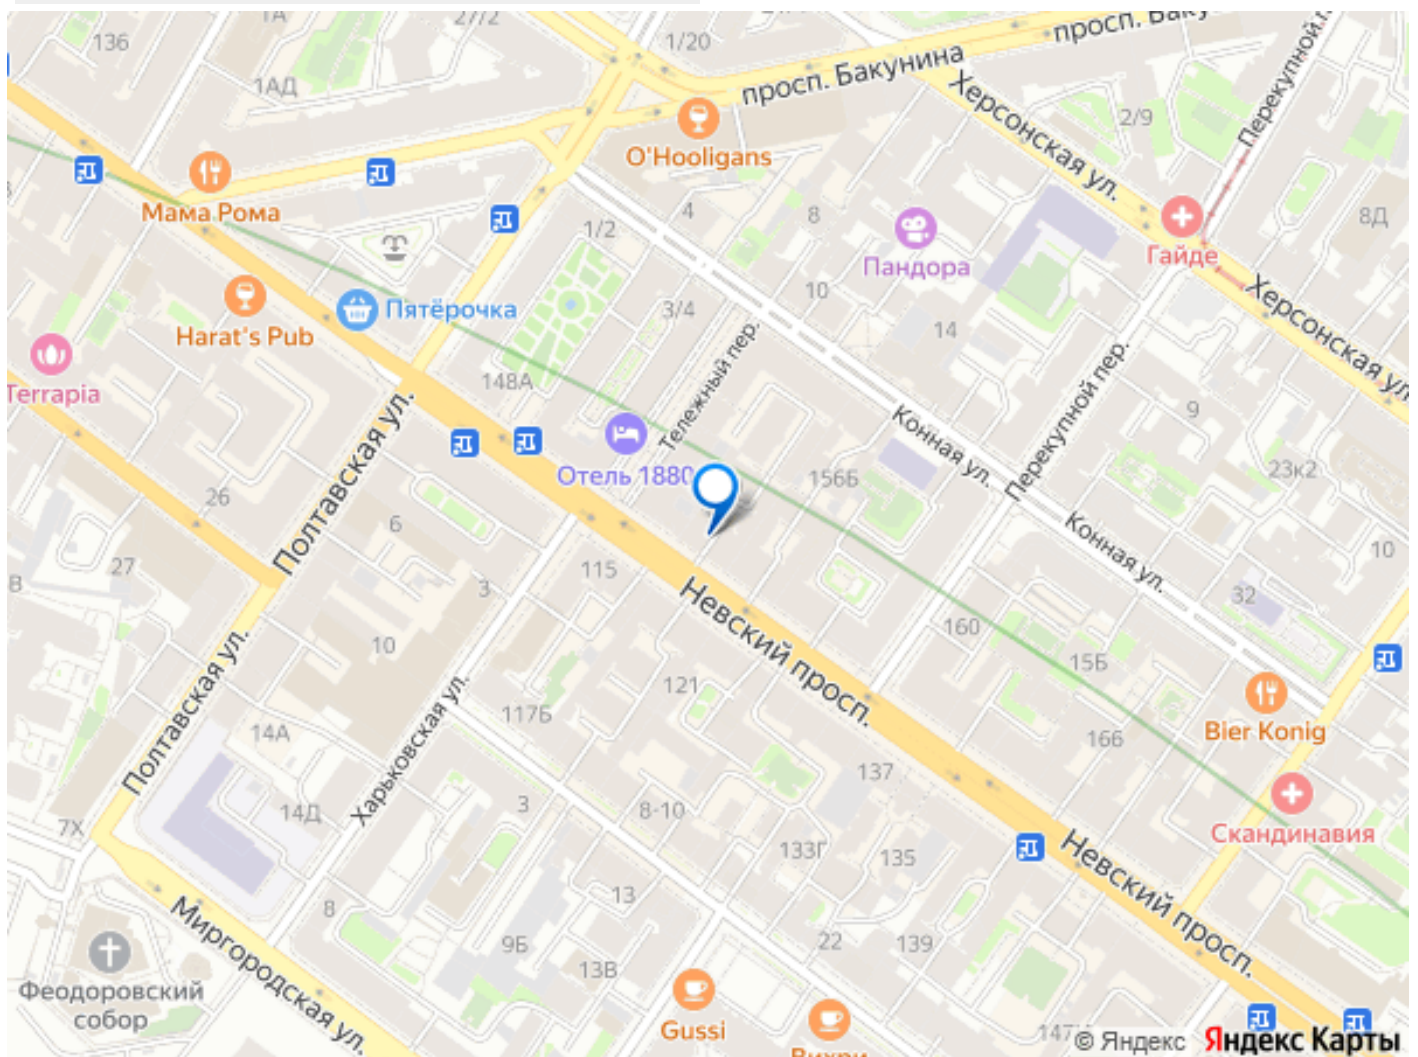 27/2
1А
136
1/20
1АД
просп. Бакунина
просп. Бакун
Херсонская ул.
Перекупной п
2/9
O'Hooligans
Мама Рома
1/2
4
8
Пандора
Гайде
8Д
Harat's Pub
Пятёрочка
3/4
10
14
Херсонская ул.
Terrapia
148А
Тележный пер.
Перекупной пер.
9
Полтавская ул.
Отель 1880
156Б
Конная ул.
23к2
26
6
27
В
3
115
Невский просп.
Конная ул.
10
32
10
160
15Б
Полтавская ул.
Харьковская ул.
121
117Б
14А
166
Bier Konig
137
14Д
3
8-10
7Х
133Г
135
Невский просп.
Скандинавия
8
13
22
139
9Б
13В
Миргородская ул.
Феодоровский
собор
Gussi
Вихри
147
© Яндекс Яндекс Карты